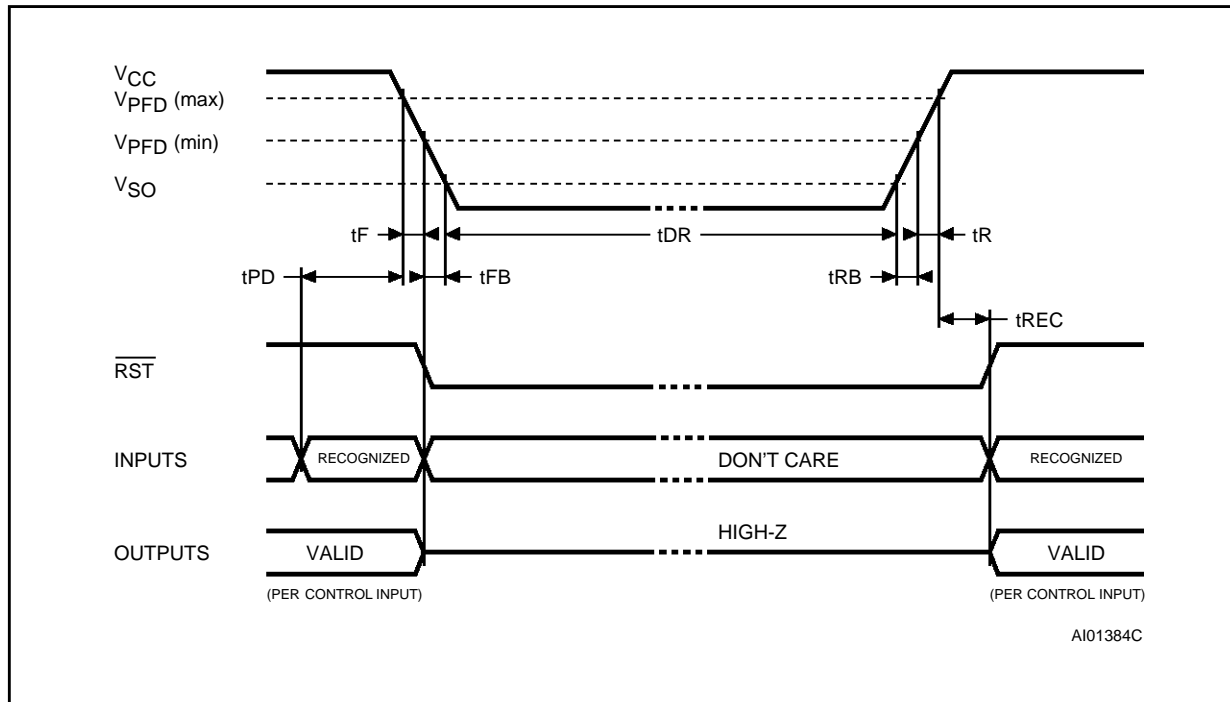 VCC
VPFD (max)
VPFD (min)
VSO
tF
tDR
tR
tPD
tFB
tRB
tREC
RST
INPUTS
RECOGNIZED
DON'T CARE
RECOGNIZED
HIGH-Z
OUTPUTS
VALID
VALID
(PER CONTROL INPUT)
(PER CONTROL INPUT)
AI01384C